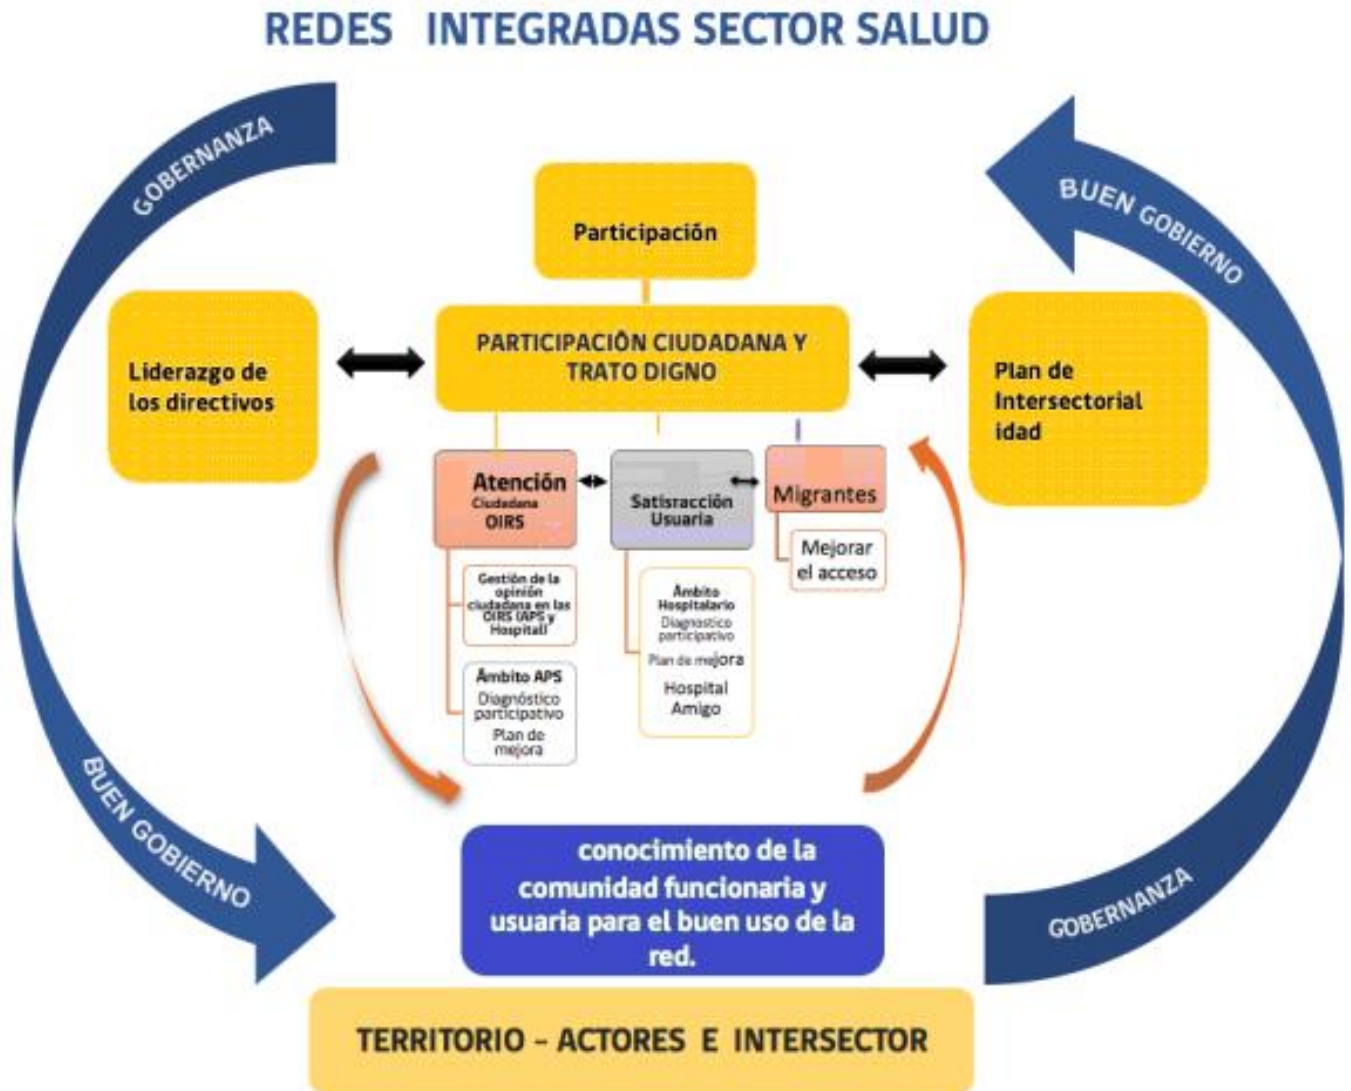 REDES INTEGRADAS SECTOR SALUD
GOBERNANZA
BUEN GOBIERNO
Participación
PARTICIPACIÔN CIUDADANA Y
TRATO DIGNO
Liderazgo de
los directivos
Plan de
Intersectorial
idad
Atención
Ciudadana
OIRS
Satisracción
Usuaria
Migrantes
Gestión de la
opinión
ciudadana en las
OIRS (APS y
Hospital)
Âmbito APS
Diagnóstico
participativo
Plan de
mejora
Âmbito
Hospitalario
Diagnostico
participativo
Plan de mejora
Hospital
Amigo
Mejorar
el acceso
BUEN GOBIERNO
GOBERNANZA
conocimiento de la
comunidad funcionaria y
usuaria para el buen uso de la
red.
TERRITORIO - ACTORES E INTERSECTOR